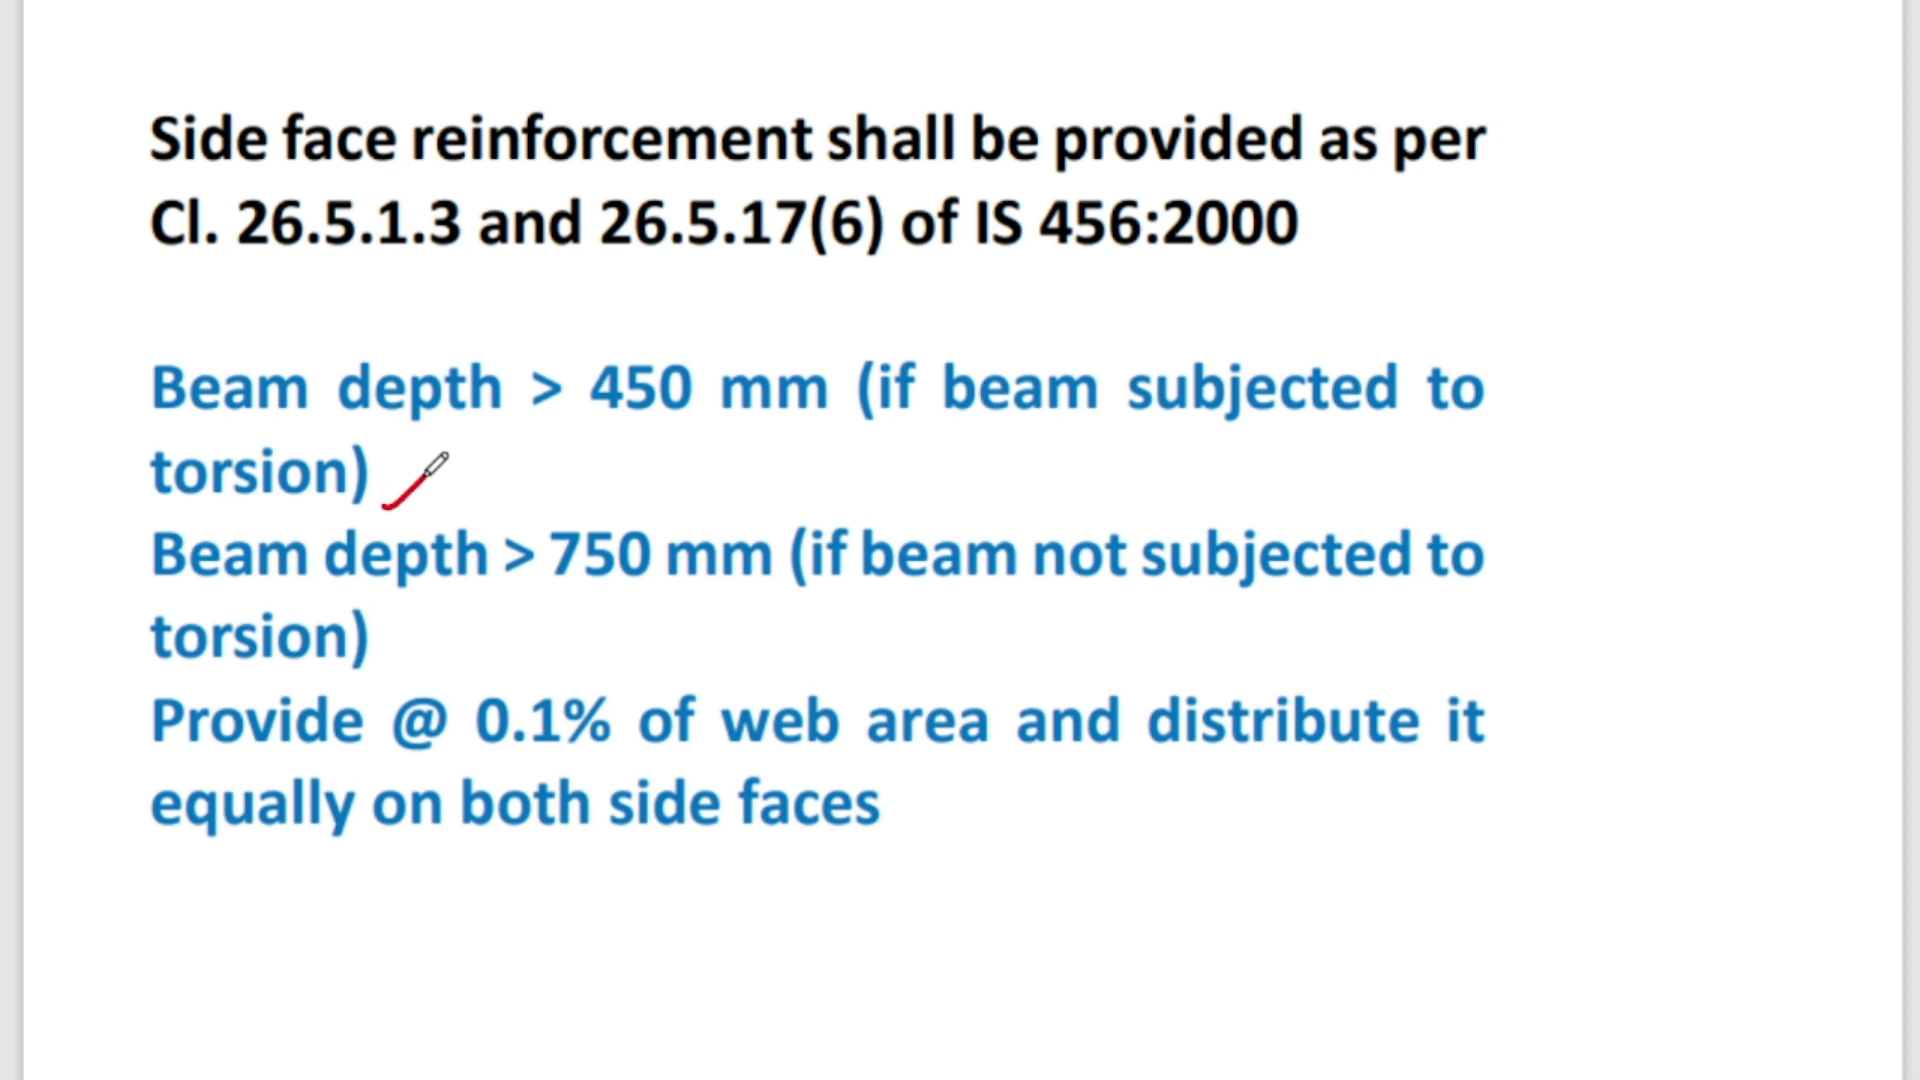 Side face reinforcement shall be provided as per
Cl. 26.5.1.3 and 26.5.17(6) of IS 456:2000
Beam depth > 450 mm (if beam subjected to
torsion)
Beam depth > 750 mm (if beam not subjected to
torsion)
Provide @ 0.1% of web area and distribute it
equally on both side faces